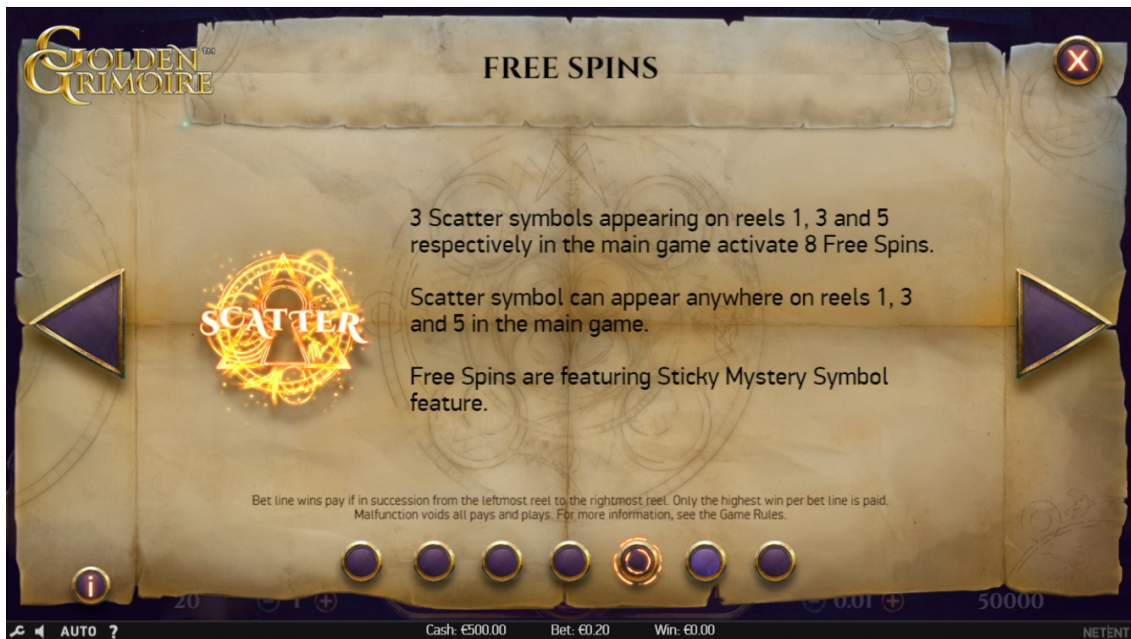 GOLDEN GRIMOIRE™
FREE SPINS
X
3 Scatter symbols appearing on reels 1, 3 and 5
respectively in the main game activate 8 Free Spins.
SCATTER
Scatter symbol can appear anywhere on reels 1, 3
and 5 in the main game.
Free Spins are featuring Sticky Mystery Symbol
feature.
Bet line wins pay if in succession from the leftmost reel to the rightmost reel. Only the highest win per bet line is paid.
Malfunction voids all pays and plays. For more information, see the Game Rules.
i
20 1 0.01 50000
AUTO ? Cash: €500.00 Bet: €0.20 Win: €0.00 NETENT